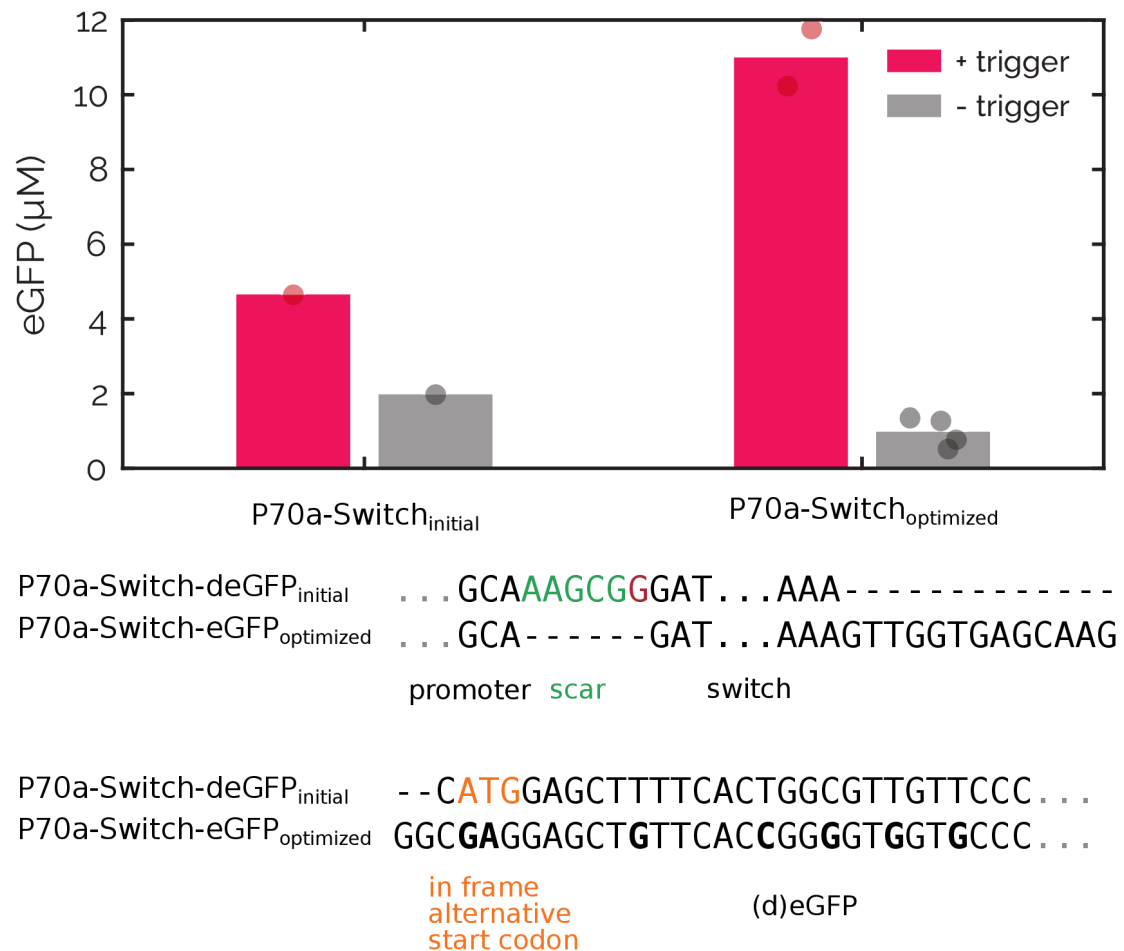 12
10
8
6
4
2
0
eGFP (μM)
+ trigger
- trigger
P70a-Switchinitial
P70a-Switchoptimized
P70a-Switch-deGFPinitial ...GCAAAGCGGGAT...AAA-------------
P70a-Switch-eGFPoptimized ...GCA------GAT...AAAGTTGGTGAGCAAG
promoter scar switch
P70a-Switch-deGFPinitial --CATGGAGCTTTTCACTGGCGTTGTTCCC...
P70a-Switch-eGFPoptimized GGCGAGGAGCTGTTCACCGGGGTGGTGCCC...
in frame
alternative
start codon
(d)eGFP